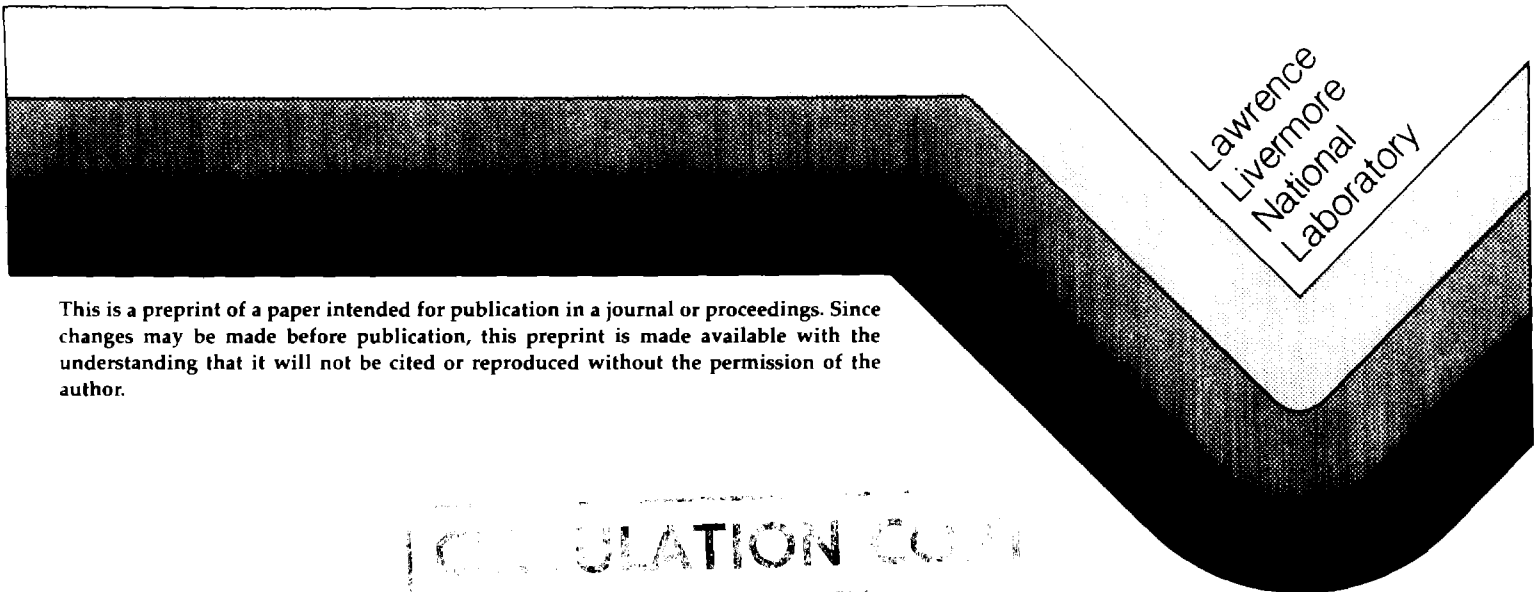 Lawrence
Livermore
National
Laboratory
This is a preprint of a paper intended for publication in a journal or proceedings. Since
changes may be made before publication, this preprint is made available with the
understanding that it will not be cited or reproduced without the permission of the
author.